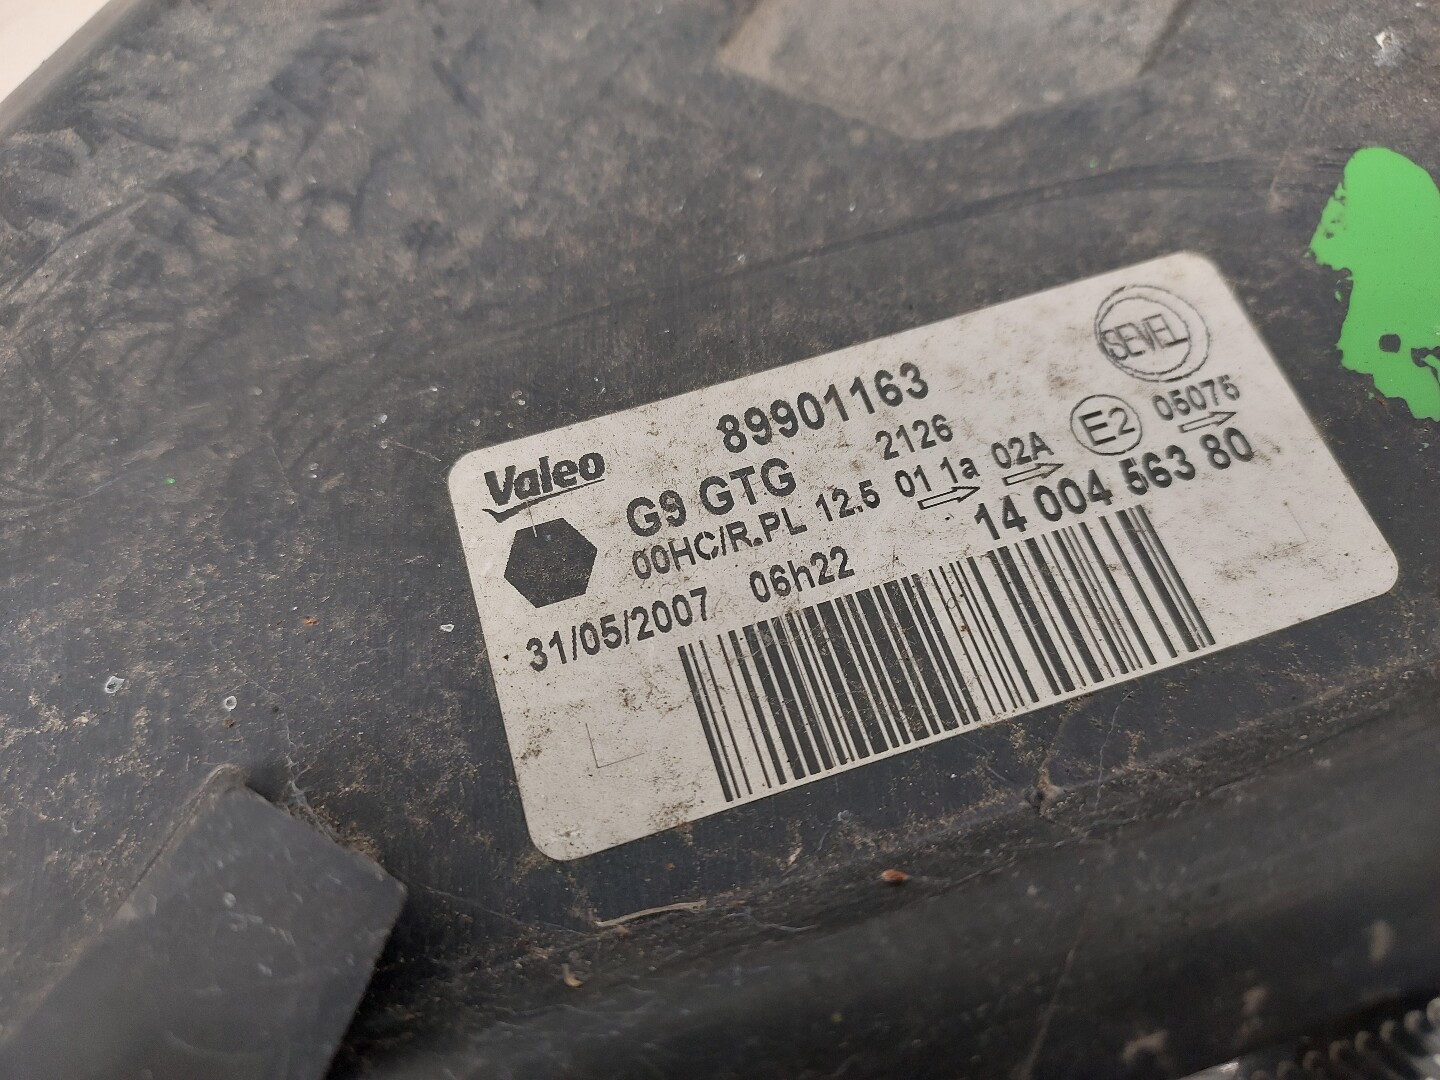 SEVEL
Valeo
89901163
G9 GTG 2126
00HC/R.PL 12.5 01 1a 02A E2 05075
14 004 563 80
31/05/2007 06h22